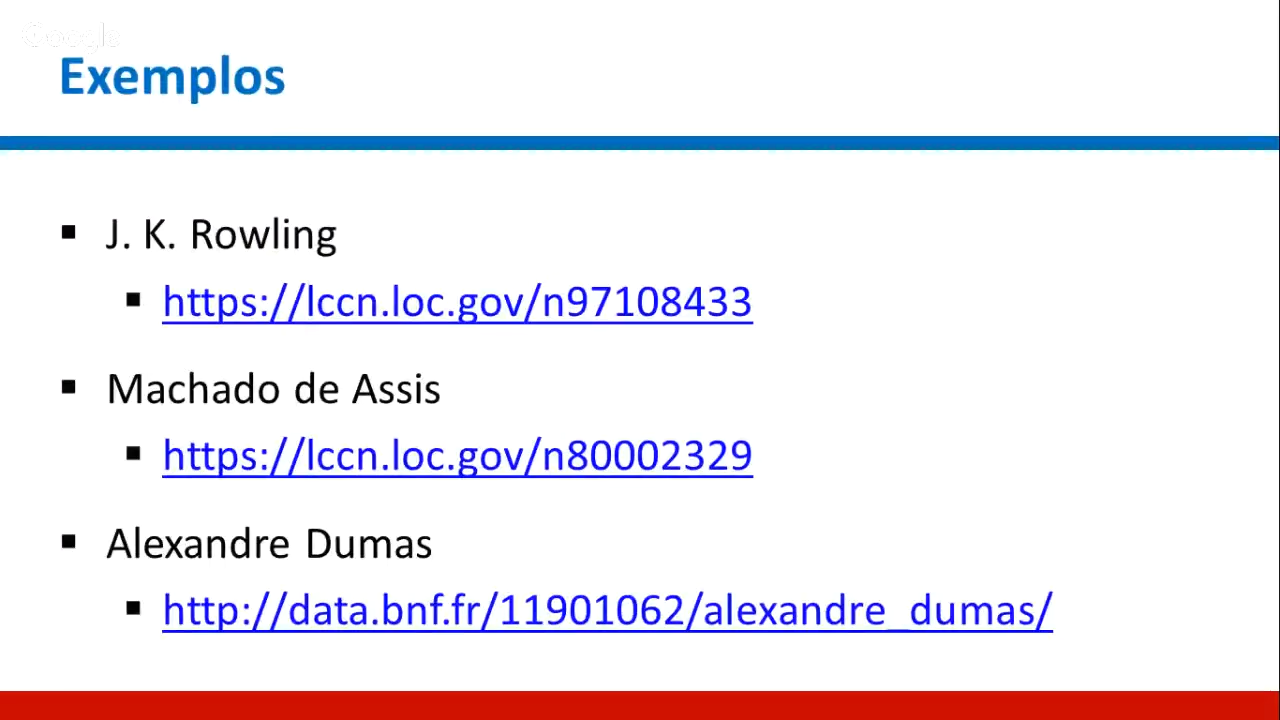 Google
Exemplos
J. K. Rowling
https://lccn.loc.gov/n97108433
Machado de Assis
https://lccn.loc.gov/n80002329
Alexandre Dumas
http://data.bnf.fr/11901062/alexandre_dumas/